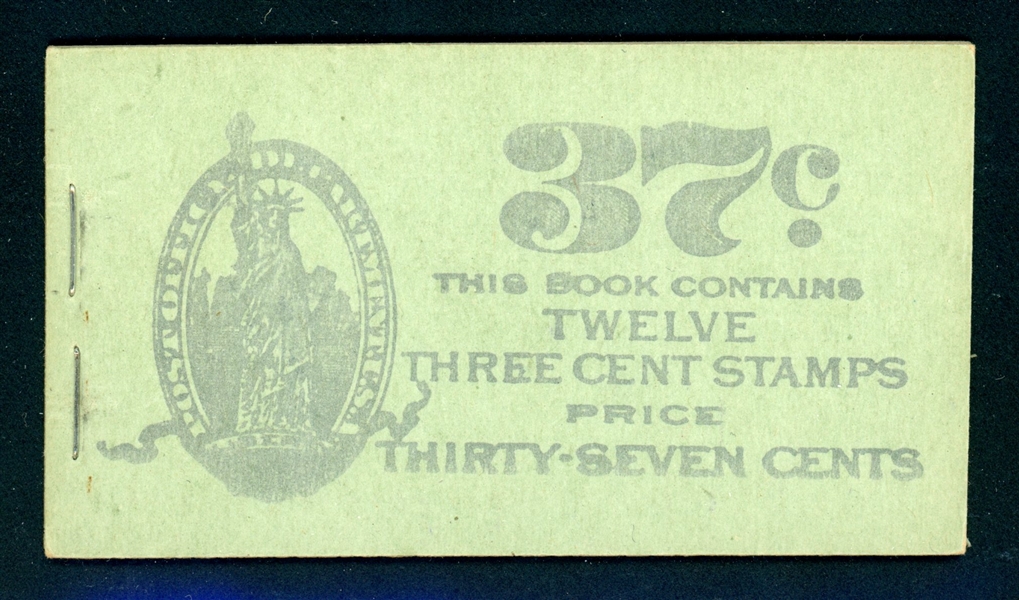 37¢
THIS BOOK CONTAINS
TWELVE
THREE CENT STAMPS
PRICE
THIRTY-SEVEN CENTS